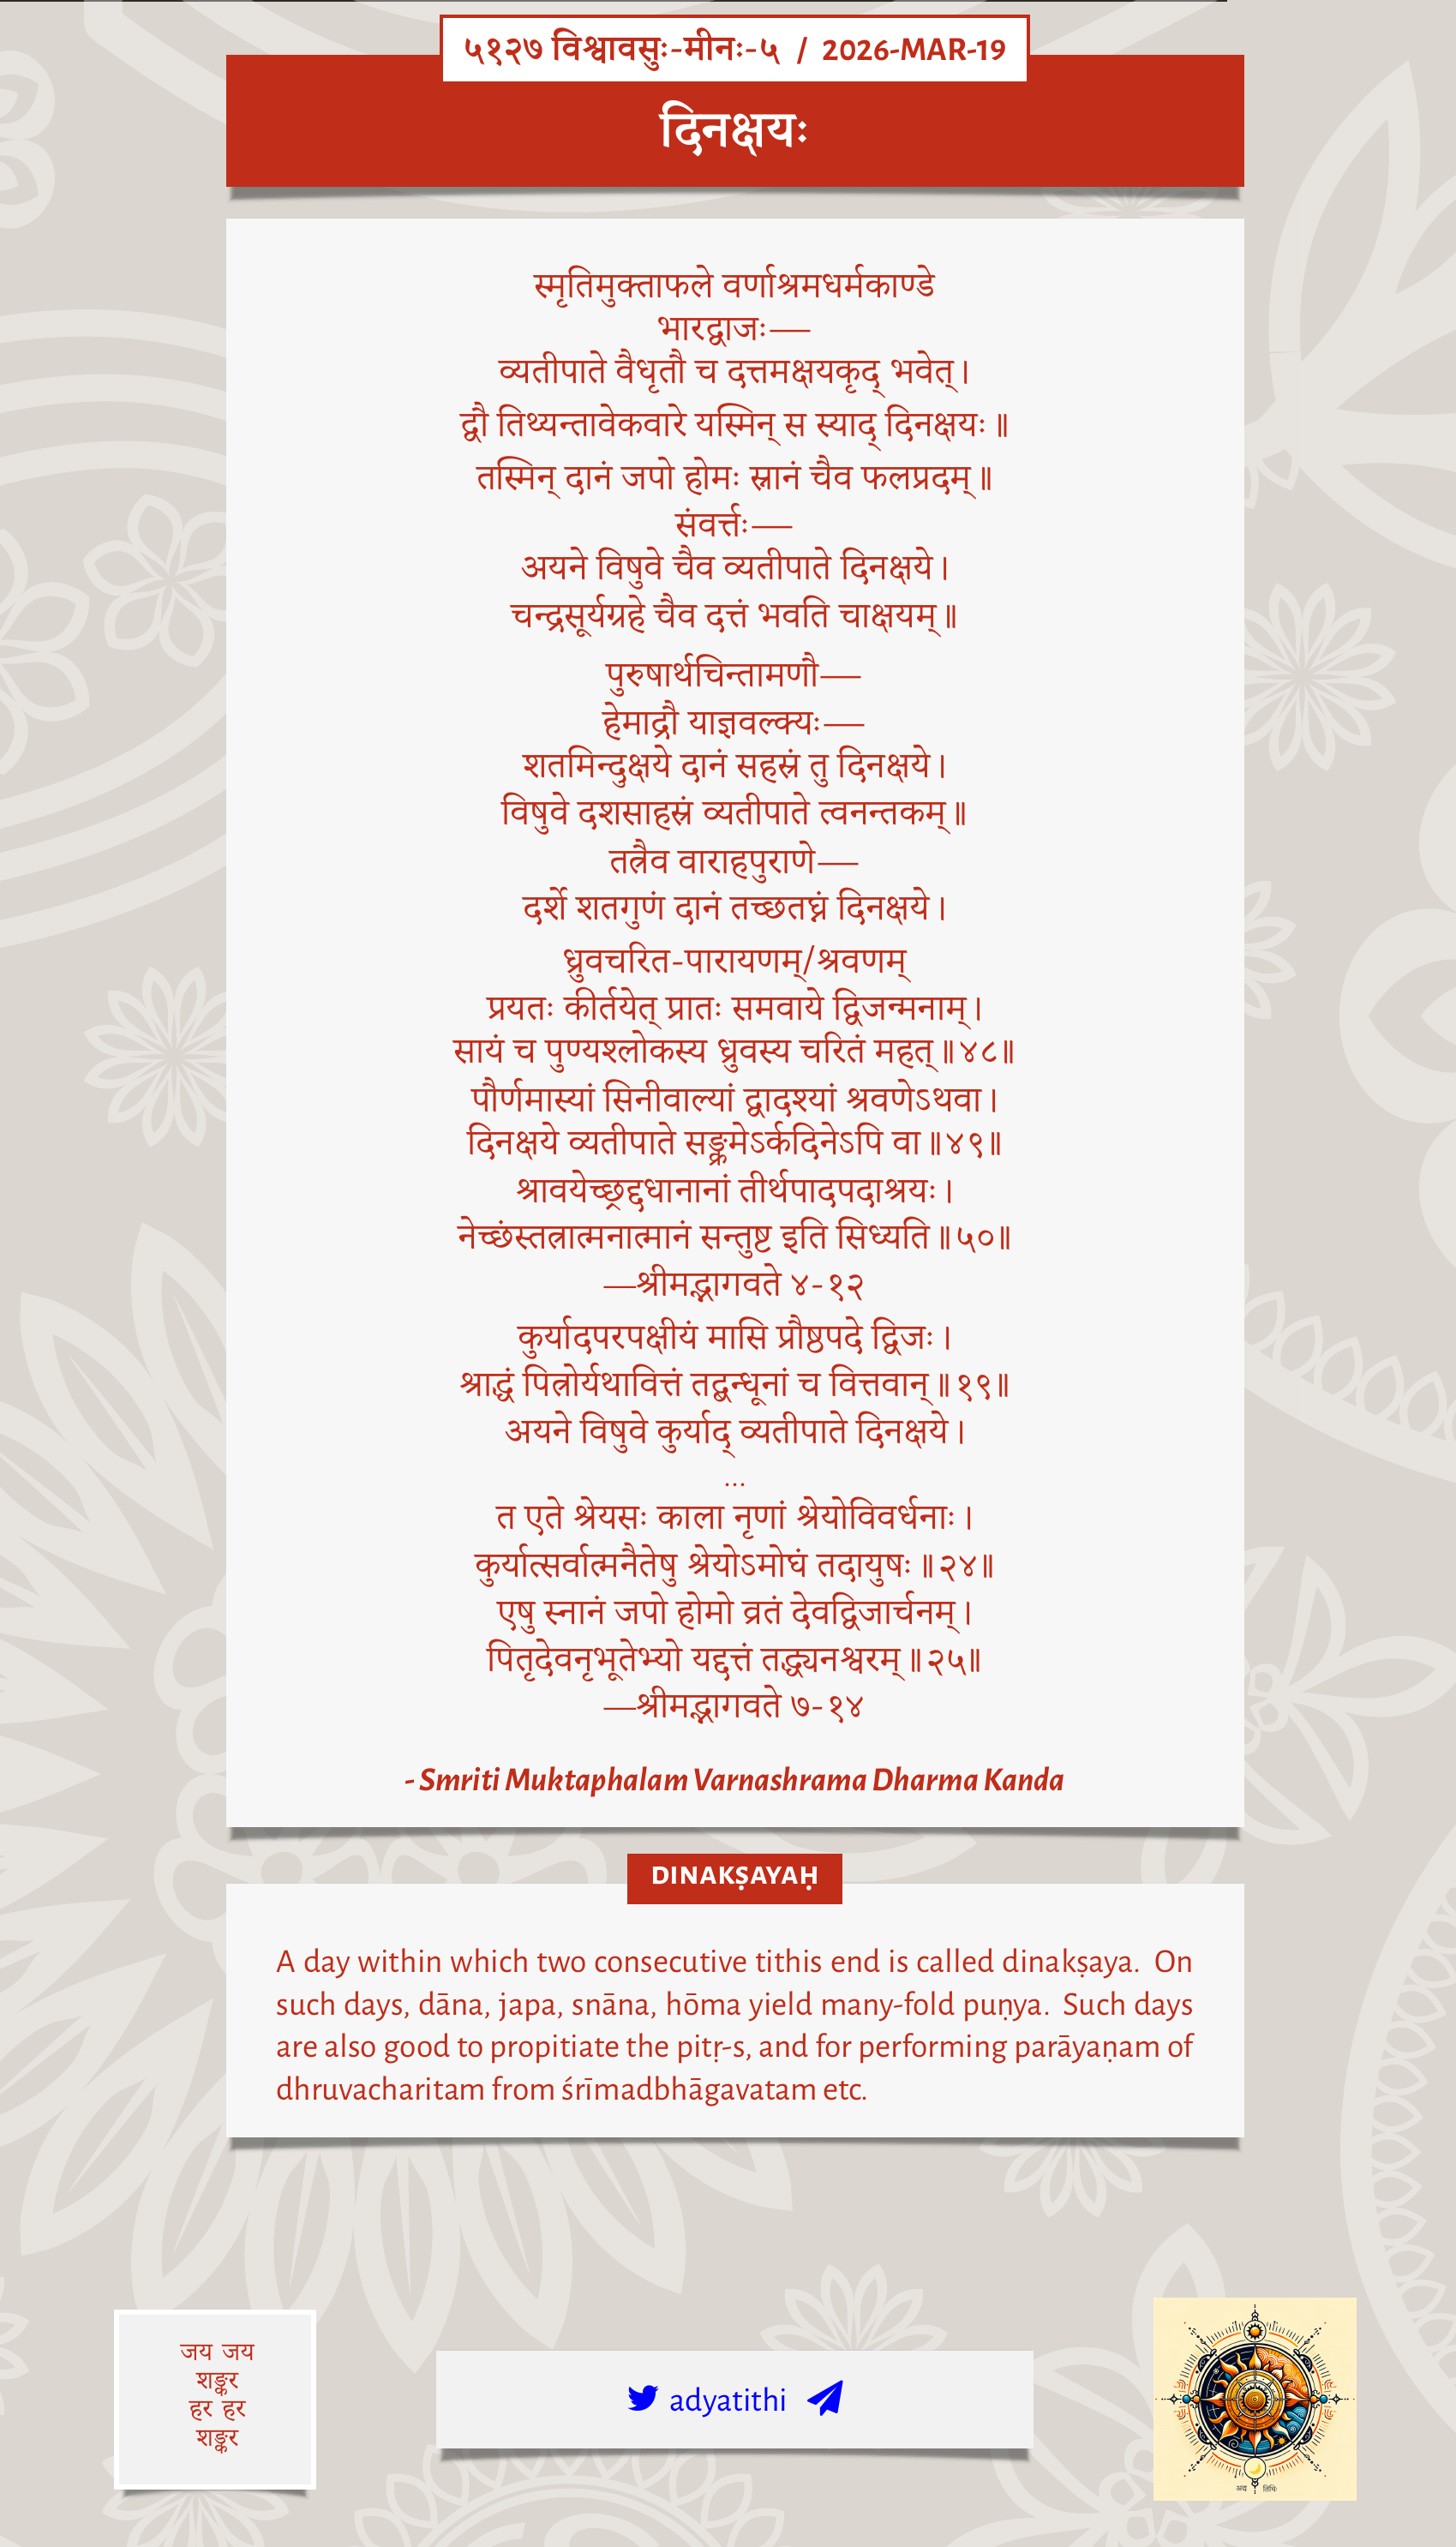 ५१२७ विश्वावसुः-मीनः-५ / 2026-MAR-19
दिनक्षयः
स्मृतिमुक्ताफले वर्णाश्रमधर्मकाण्डे
भारद्वाजः—
व्यतीपाते वैधृतौ च दत्तमक्षयकृद् भवेत्।
द्वौ तिथ्यन्तावेकवारे यस्मिन् स स्याद् दिनक्षयः॥
तस्मिन् दानं जपो होमः स्नानं चैव फलप्रदम्॥
संवर्त्तः—
अयने विषुवे चैव व्यतीपाते दिनक्षये।
चन्द्रसूर्यग्रहे चैव दत्तं भवति चाक्षयम्॥
पुरुषार्थचिन्तामणौ—
हेमाद्रौ याज्ञवल्क्यः—
शतमिन्दुक्षये दानं सहस्रं तु दिनक्षये।
विषुवे दशसाहस्रं व्यतीपाते त्वनन्तकम्॥
तत्रैव वाराहपुराणे—
दर्शे शतगुणं दानं तच्छतघ्नं दिनक्षये।
ध्रुवचरित-पारायणम्/श्रवणम्
प्रयतः कीर्तयेत् प्रातः समवाये द्विजन्मनाम्।
सायं च पुण्यश्लोकस्य ध्रुवस्य चरितं महत्॥४८॥
पौर्णमास्यां सिनीवाल्यां द्वादश्यां श्रवणेऽथवा।
दिनक्षये व्यतीपाते सङ्क्रमेऽर्कदिनेऽपि वा॥४९॥
श्रावयेच्छ्रद्दधानानां तीर्थपादपदाश्रयः।
नेच्छंस्तत्रात्मनात्मानं सन्तुष्ट इति सिध्यति॥५०॥
—श्रीमद्भागवते ४-१२
कुर्यादपरपक्षीयं मासि प्रौष्ठपदे द्विजः।
श्राद्धं पित्रोर्यथावित्तं तद्बन्धूनां च वित्तवान्॥१९॥
अयने विषुवे कुर्याद् व्यतीपाते दिनक्षये।
...
त एते श्रेयसः काला नृणां श्रेयोविवर्धनाः।
कुर्यात्सर्वात्मनैतेषु श्रेयोऽमोघं तदायुषः॥२४॥
एषु स्नानं जपो होमो व्रतं देवद्विजार्चनम्।
पितृदेवनृभूतेभ्यो यद्दत्तं तद्ध्यनश्वरम्॥२५॥
—श्रीमद्भागवते ७-१४
- Smriti Muktaphalam Varnashrama Dharma Kanda
DINAKṢAYAḤ
A day within which two consecutive tithis end is called dinakṣaya. On
such days, dāna, japa, snāna, hōma yield many-fold puṇya. Such days
are also good to propitiate the pitṛ-s, and for performing parāyaṇam of
dhruvacharitam from śrīmadbhāgavatam etc.
जय जय
शङ्कर
हर हर
शङ्कर
adyatithi
अद्य तिथिः